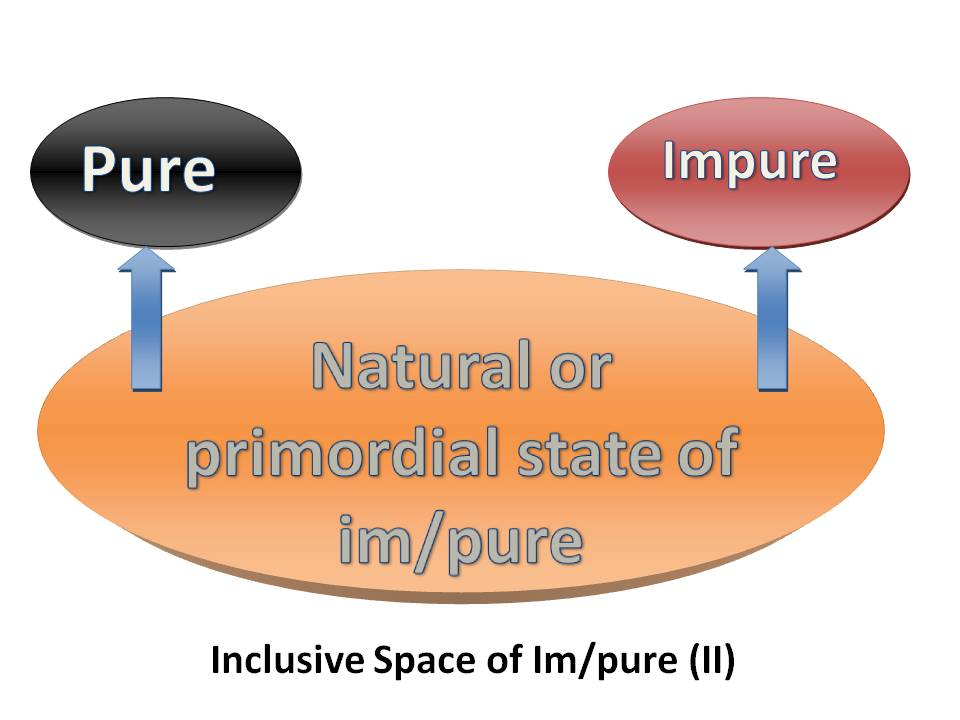 Pure
Impure
Natural or
primordial state of
im/pure
Inclusive Space of Im/pure (II)